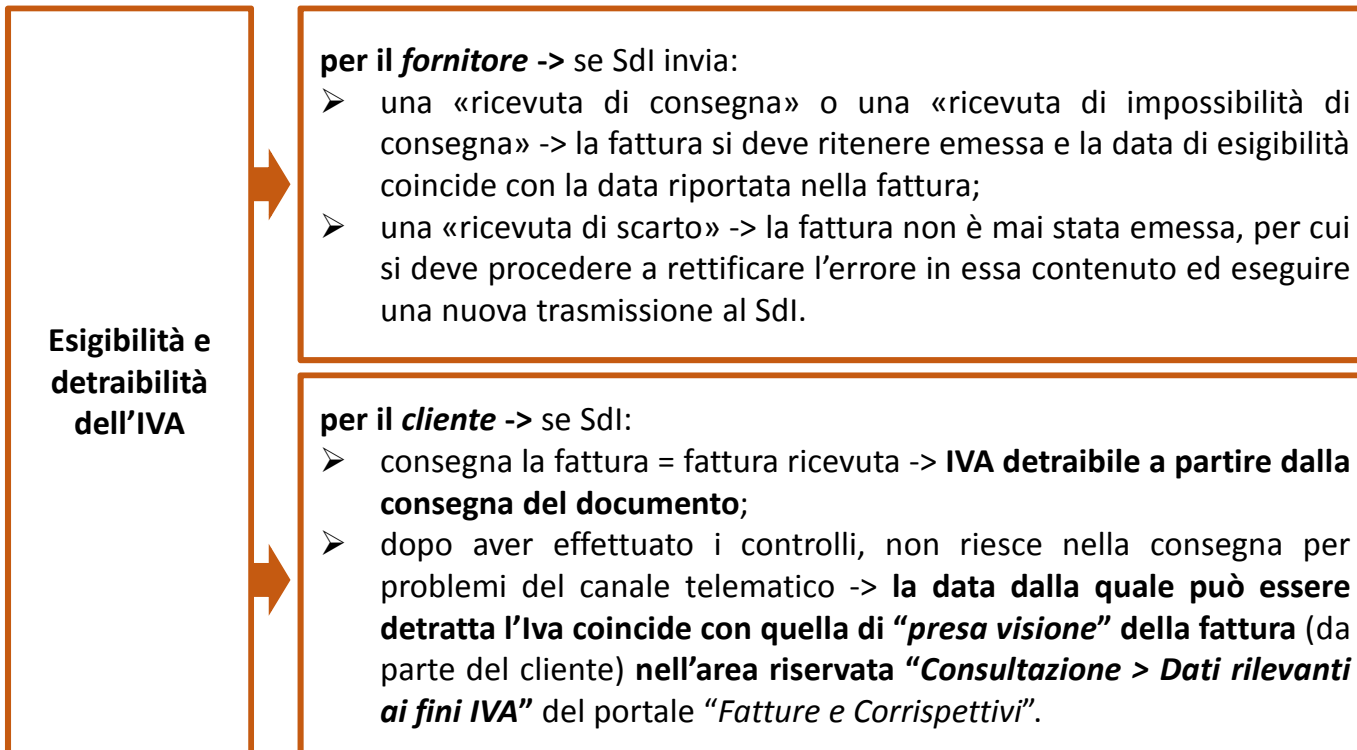 Esigibilità e
detraibilità
dell’IVA
per il fornitore -> se SdI invia:
➢ una «ricevuta di consegna» o una «ricevuta di impossibilità di
consegna» -> la fattura si deve ritenere emessa e la data di esigibilità
coincide con la data riportata nella fattura;
➢ una «ricevuta di scarto» -> la fattura non è mai stata emessa, per cui
si deve procedere a rettificare l’errore in essa contenuto ed eseguire
una nuova trasmissione al SdI.
per il cliente -> se SdI:
➢ consegna la fattura = fattura ricevuta -> IVA detraibile a partire dalla
consegna del documento;
➢ dopo aver effettuato i controlli, non riesce nella consegna per
problemi del canale telematico -> la data dalla quale può essere
detratta l’Iva coincide con quella di “presa visione” della fattura (da
parte del cliente) nell’area riservata “Consultazione > Dati rilevanti
ai fini IVA” del portale “Fatture e Corrispettivi”.